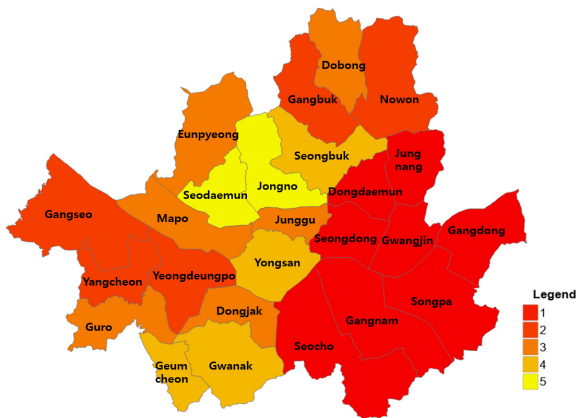 Dobong
Gangbuk
Nowon
Eunpyeong
Seongbuk
Jung
nang
Seodaemun
Jongno
Dongdaemun
Gangseo
Mapo
Junggu
Seongdong
Gwangjin
Gangdong
Yangcheon
Yeongdeungpo
Yongsan
Songpa
Guro
Dongjak
Gangnam
Seocho
Geum
cheon
Gwanak
Legend
1
2
3
4
5